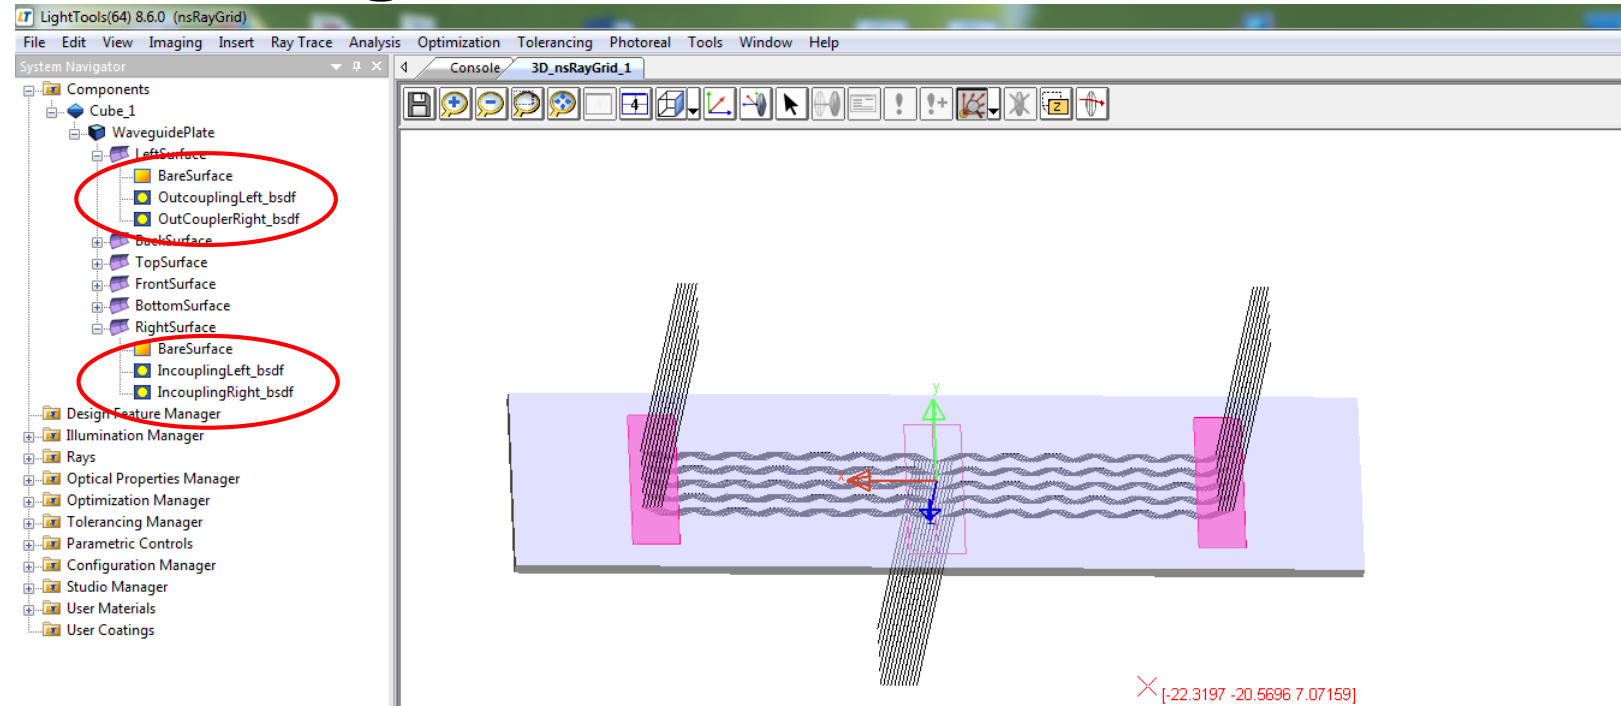 LightTools(64) 8.6.0 (nsRayGrid)
File Edit View Imaging Insert Ray Trace Analysis Optimization Tolerancing Photoreal Tools Window Help
System Navigator
Console 3D_nsRayGrid_1
Components
Cube_1
WaveguidePlate
LeftSurface
BareSurface
OutcouplingLeft_bsdf
OutCouplerRight_bsdf
BackSurface
TopSurface
FrontSurface
BottomSurface
RightSurface
BareSurface
IncouplingLeft_bsdf
IncouplingRight_bsdf
Design Feature Manager
Illumination Manager
Rays
Optical Properties Manager
Optimization Manager
Tolerancing Manager
Parametric Controls
Configuration Manager
Studio Manager
User Materials
User Coatings
y
x
[-22.3197 -20.5696 7.07159]